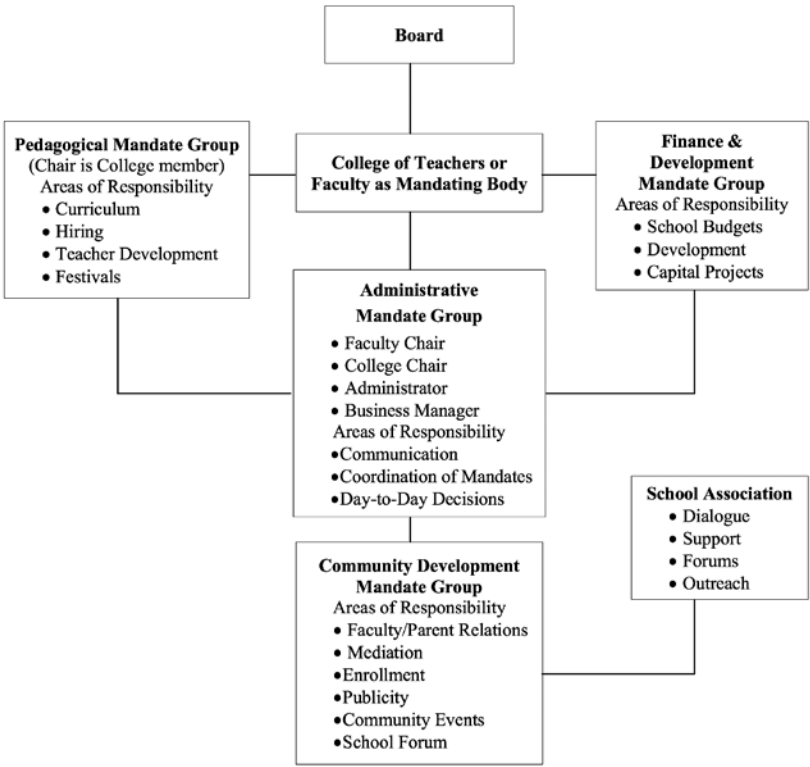 Board
Pedagogical Mandate Group
(Chair is College member)
Areas of Responsibility
• Curriculum
• Hiring
• Teacher Development
• Festivals
College of Teachers or
Faculty as Mandating Body
Finance &
Development
Mandate Group
Areas of Responsibility
• School Budgets
• Development
• Capital Projects
Administrative
Mandate Group
• Faculty Chair
• College Chair
• Administrator
• Business Manager
Areas of Responsibility
•Communication
•Coordination of Mandates
•Day-to-Day Decisions
School Association
• Dialogue
• Support
• Forums
• Outreach
Community Development
Mandate Group
Areas of Responsibility
• Faculty/Parent Relations
• Mediation
•Enrollment
•Publicity
•Community Events
•School Forum